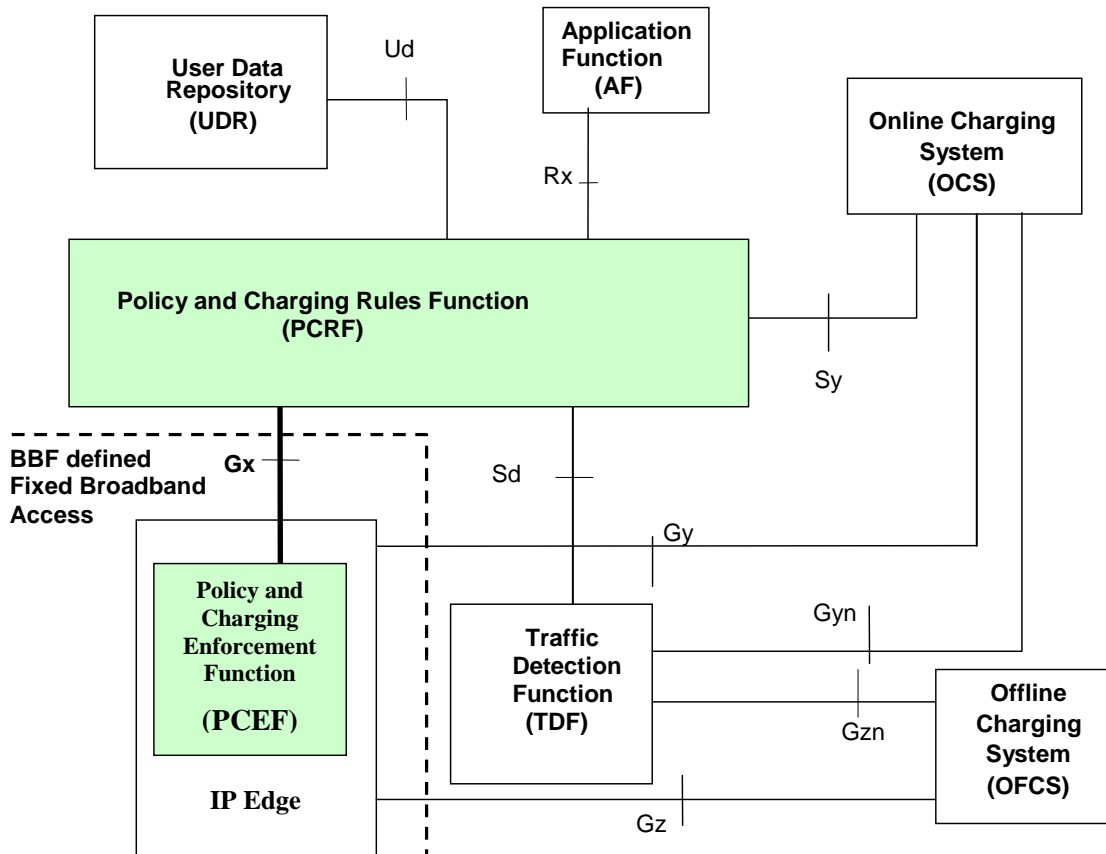 User Data
Repository
(UDR)
Ud
Application
Function
(AF)
Rx
Online Charging
System
(OCS)
Policy and Charging Rules Function
(PCRF)
Sy
BBF defined
Fixed Broadband
Access
Gx
Sd
Gy
Policy and
Charging
Enforcement
Function
(PCEF)
IP Edge
Traffic
Detection
Function
(TDF)
Gyn
Gzn
Offline
Charging
System
(OFCS)
Gz